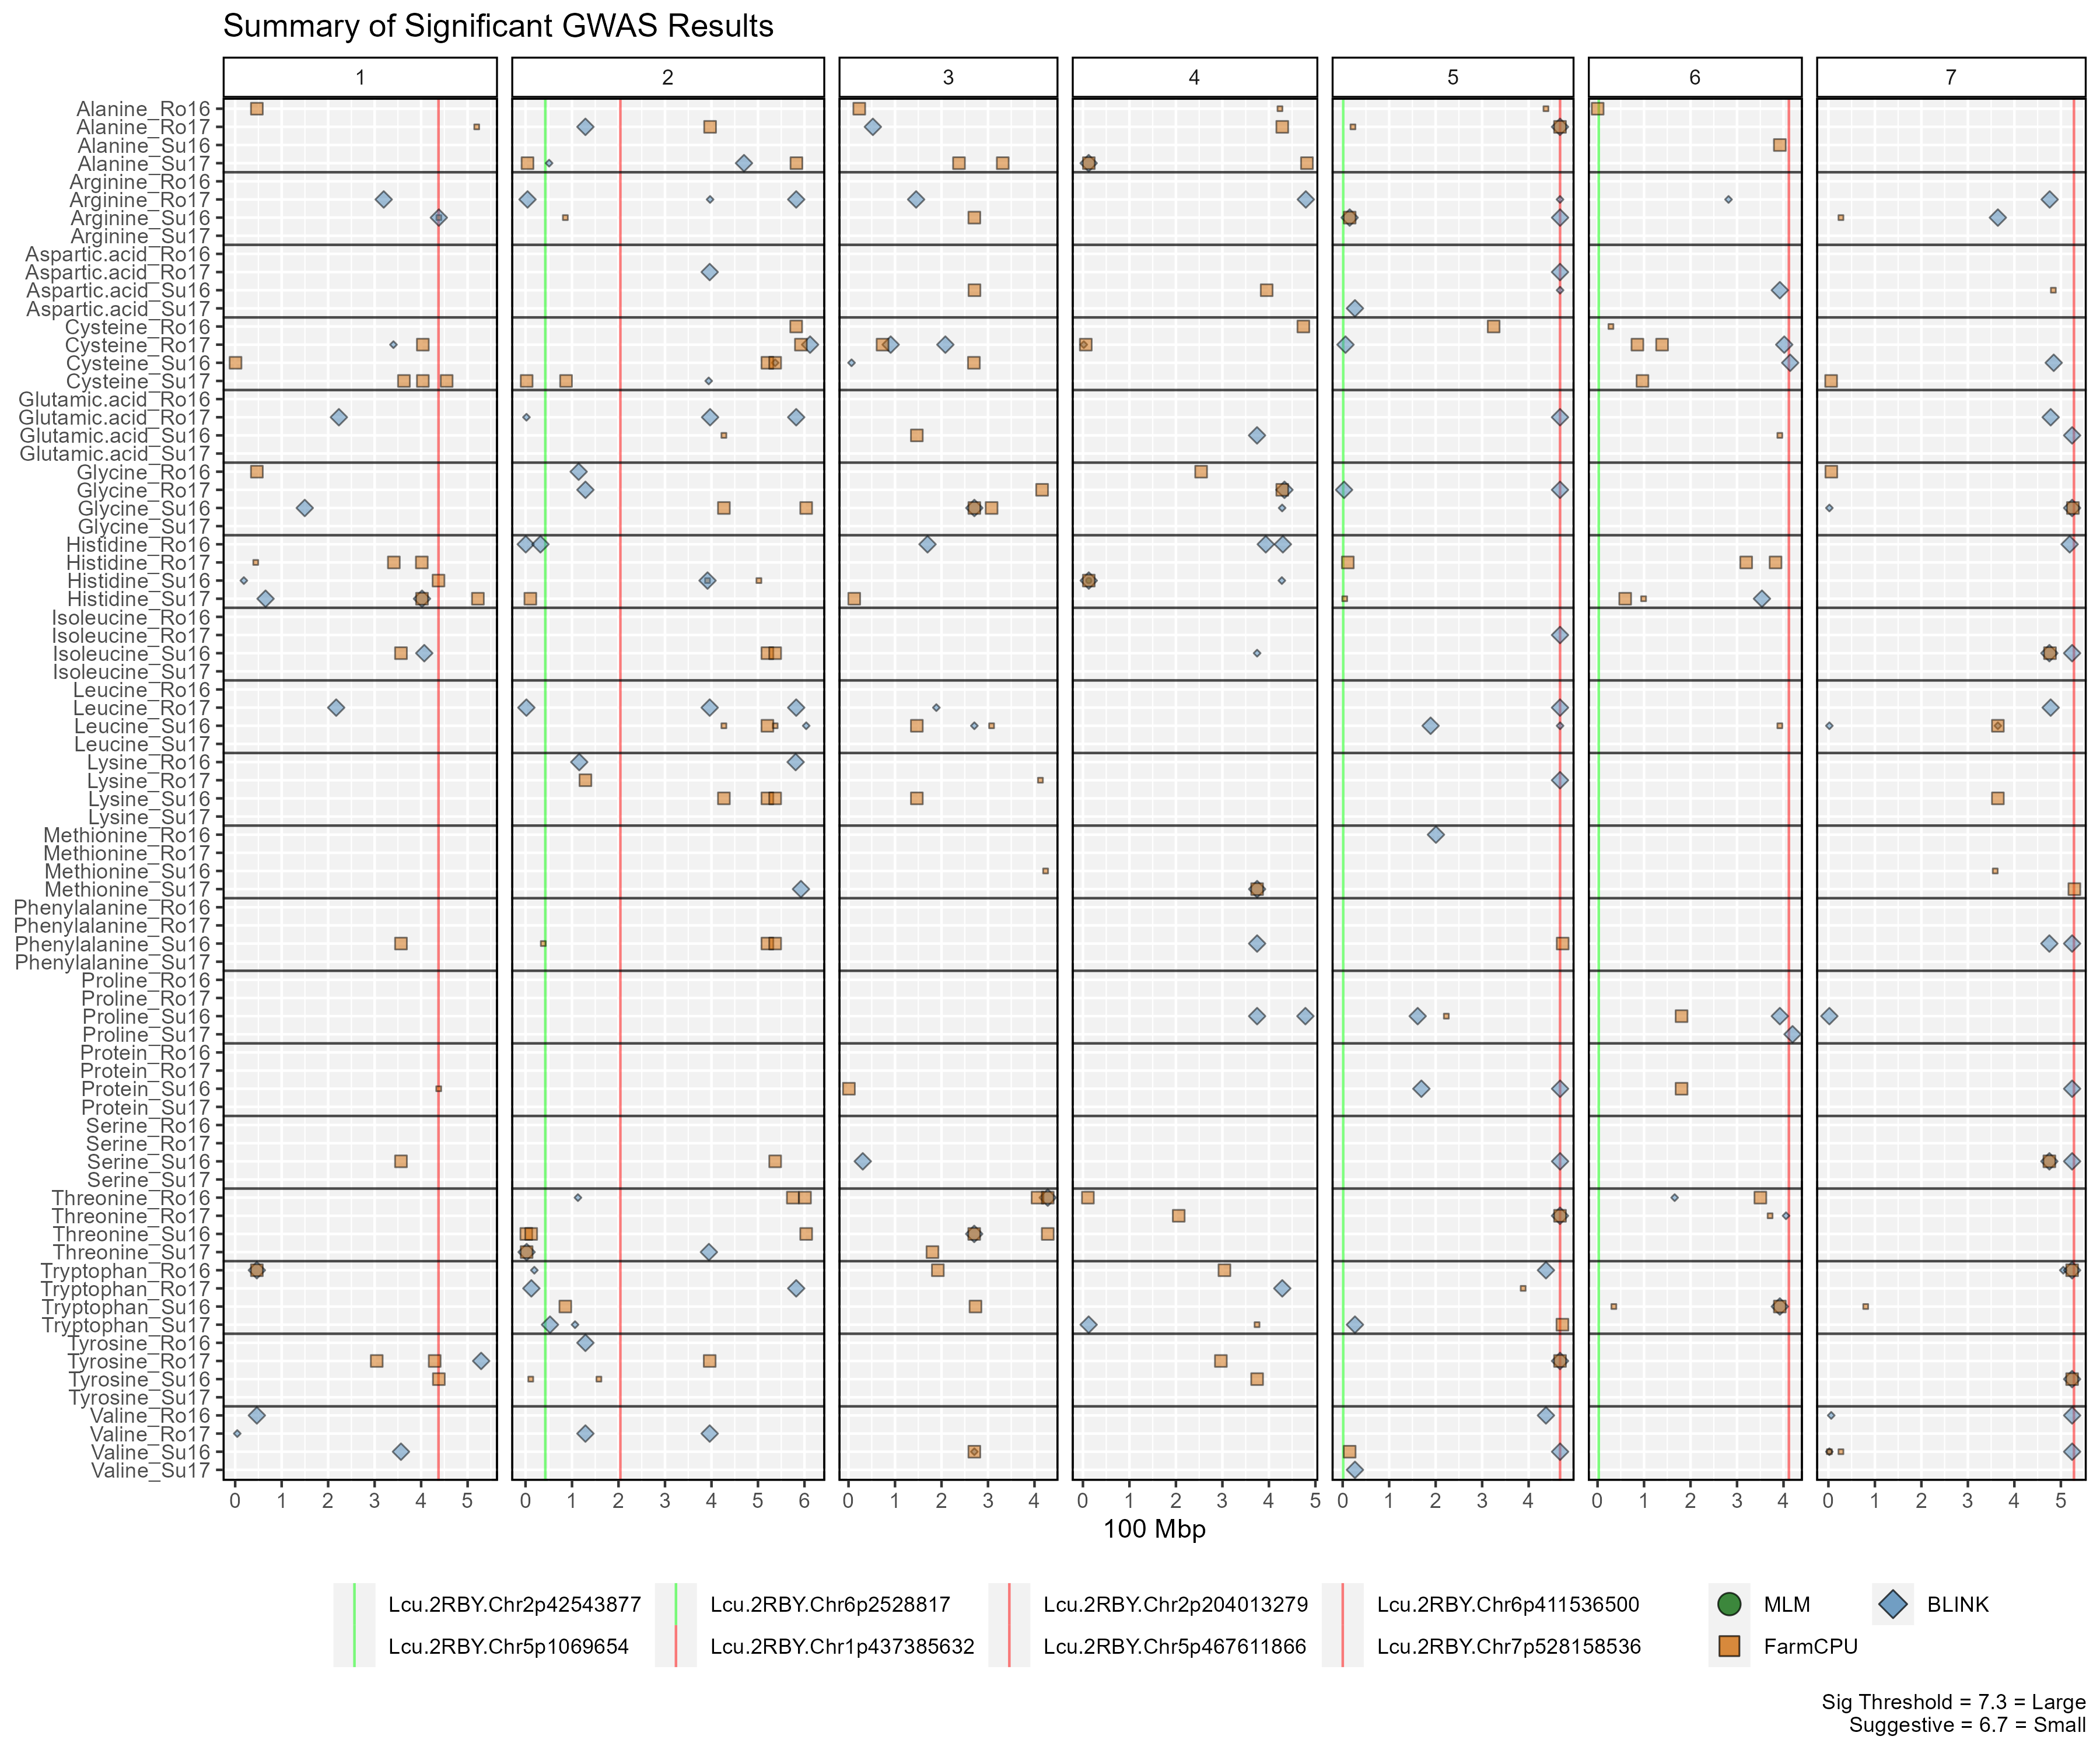 Summary of Significant GWAS Results
1 2 3 4 5 6 7
Alanine_Ro16
Alanine_Ro17
Alanine_Su16
Alanine_Su17
Arginine_Ro16
Arginine_Ro17
Arginine_Su16
Arginine_Su17
Aspartic.acid_Ro16
Aspartic.acid_Ro17
Aspartic.acid_Su16
Aspartic.acid_Su17
Cysteine_Ro16
Cysteine_Ro17
Cysteine_Su16
Cysteine_Su17
Glutamic.acid_Ro16
Glutamic.acid_Ro17
Glutamic.acid_Su16
Glutamic.acid_Su17
Glycine_Ro16
Glycine_Ro17
Glycine_Su16
Glycine_Su17
Histidine_Ro16
Histidine_Ro17
Histidine_Su16
Histidine_Su17
Isoleucine_Ro16
Isoleucine_Ro17
Isoleucine_Su16
Isoleucine_Su17
Leucine_Ro16
Leucine_Ro17
Leucine_Su16
Leucine_Su17
Lysine_Ro16
Lysine_Ro17
Lysine_Su16
Lysine_Su17
Methionine_Ro16
Methionine_Ro17
Methionine_Su16
Methionine_Su17
Phenylalanine_Ro16
Phenylalanine_Ro17
Phenylalanine_Su16
Phenylalanine_Su17
Proline_Ro16
Proline_Ro17
Proline_Su16
Proline_Su17
Protein_Ro16
Protein_Ro17
Protein_Su16
Protein_Su17
Serine_Ro16
Serine_Ro17
Serine_Su16
Serine_Su17
Threonine_Ro16
Threonine_Ro17
Threonine_Su16
Threonine_Su17
Tryptophan_Ro16
Tryptophan_Ro17
Tryptophan_Su16
Tryptophan_Su17
Tyrosine_Ro16
Tyrosine_Ro17
Tyrosine_Su16
Tyrosine_Su17
Valine_Ro16
Valine_Ro17
Valine_Su16
Valine_Su17
0 1 2 3 4 5 0 1 2 3 4 5 6 0 1 2 3 4 0 1 2 3 4 5 0 1 2 3 4 0 1 2 3 4 0 1 2 3 4 5
100 Mbp
Lcu.2RBY.Chr2p42543877 Lcu.2RBY.Chr6p2528817 Lcu.2RBY.Chr2p204013279 Lcu.2RBY.Chr6p411536500 MLM BLINK
Lcu.2RBY.Chr5p1069654 Lcu.2RBY.Chr1p437385632 Lcu.2RBY.Chr5p467611866 Lcu.2RBY.Chr7p528158536 FarmCPU
Sig Threshold = 7.3 = Large
Suggestive = 6.7 = Small